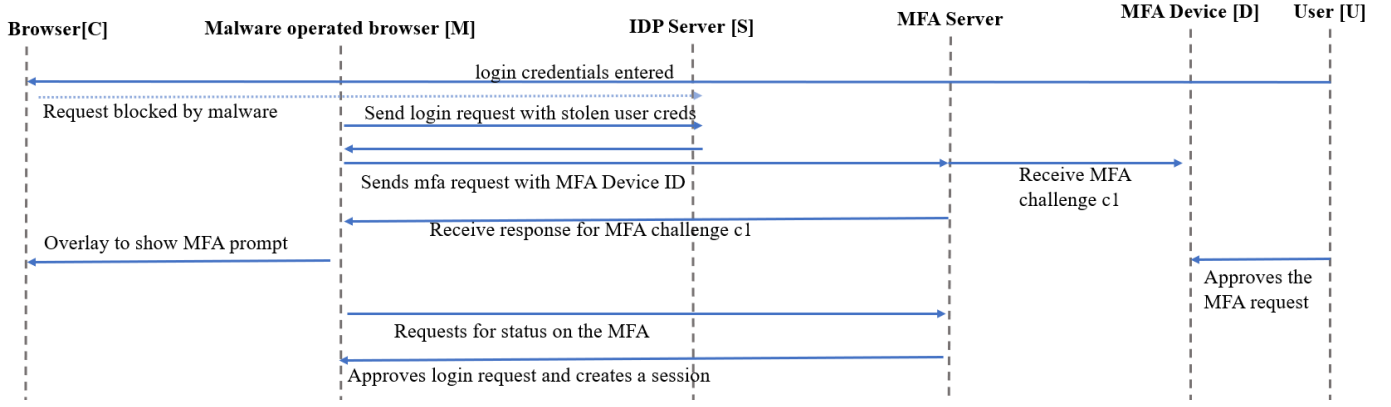 Browser[C]
Malware operated browser [M]
IDP Server [S]
MFA Server
MFA Device [D]
User [U]
login credentials entered
Request blocked by malware
Send login request with stolen user creds
Sends mfa request with MFA Device ID
Receive MFA
challenge c1
Receive response for MFA challenge c1
Overlay to show MFA prompt
Approves the
MFA request
Requests for status on the MFA
Approves login request and creates a session